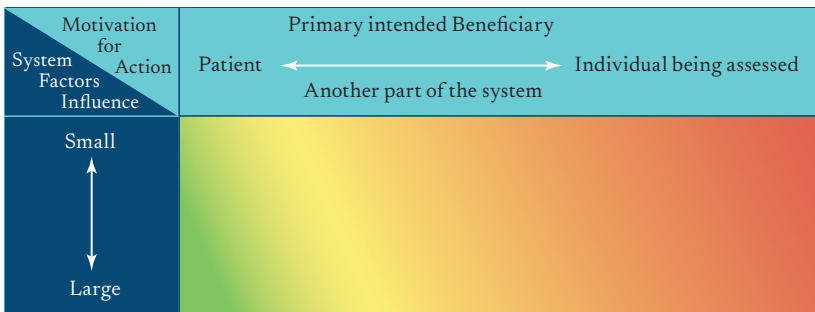 Motivation
for
Action
System
Factors
Influence
Primary intended Beneficiary
Patient
Individual being assessed
Another part of the system
Small
Large